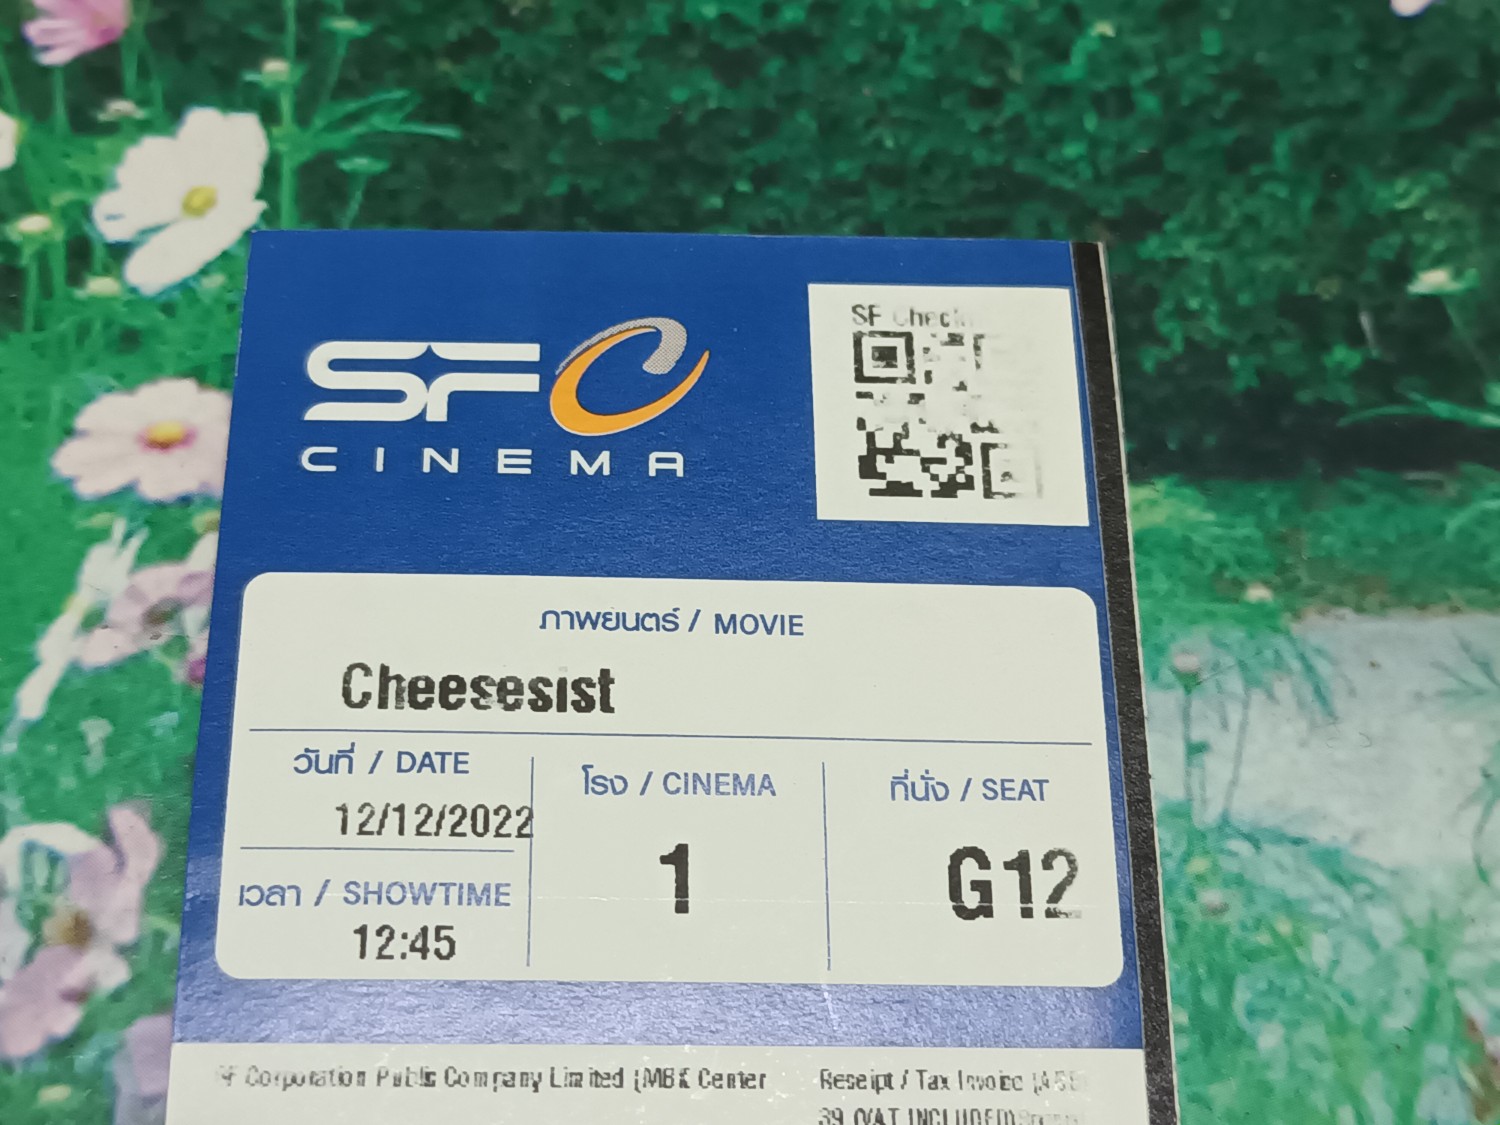 SF
CINEMA
SF Check
ภาพยนตร์ / MOVIE
Cheesesist
วันที่ / DATE
12/12/2022
เวลา / SHOWTIME
12:45
โรง / CINEMA
1
ที่นั่ง / SEAT
G12
SF Corporation Public Company Limited (MBK Center
Receipt / Tax Invoice (ABB
39 (VAT INCLUDED)